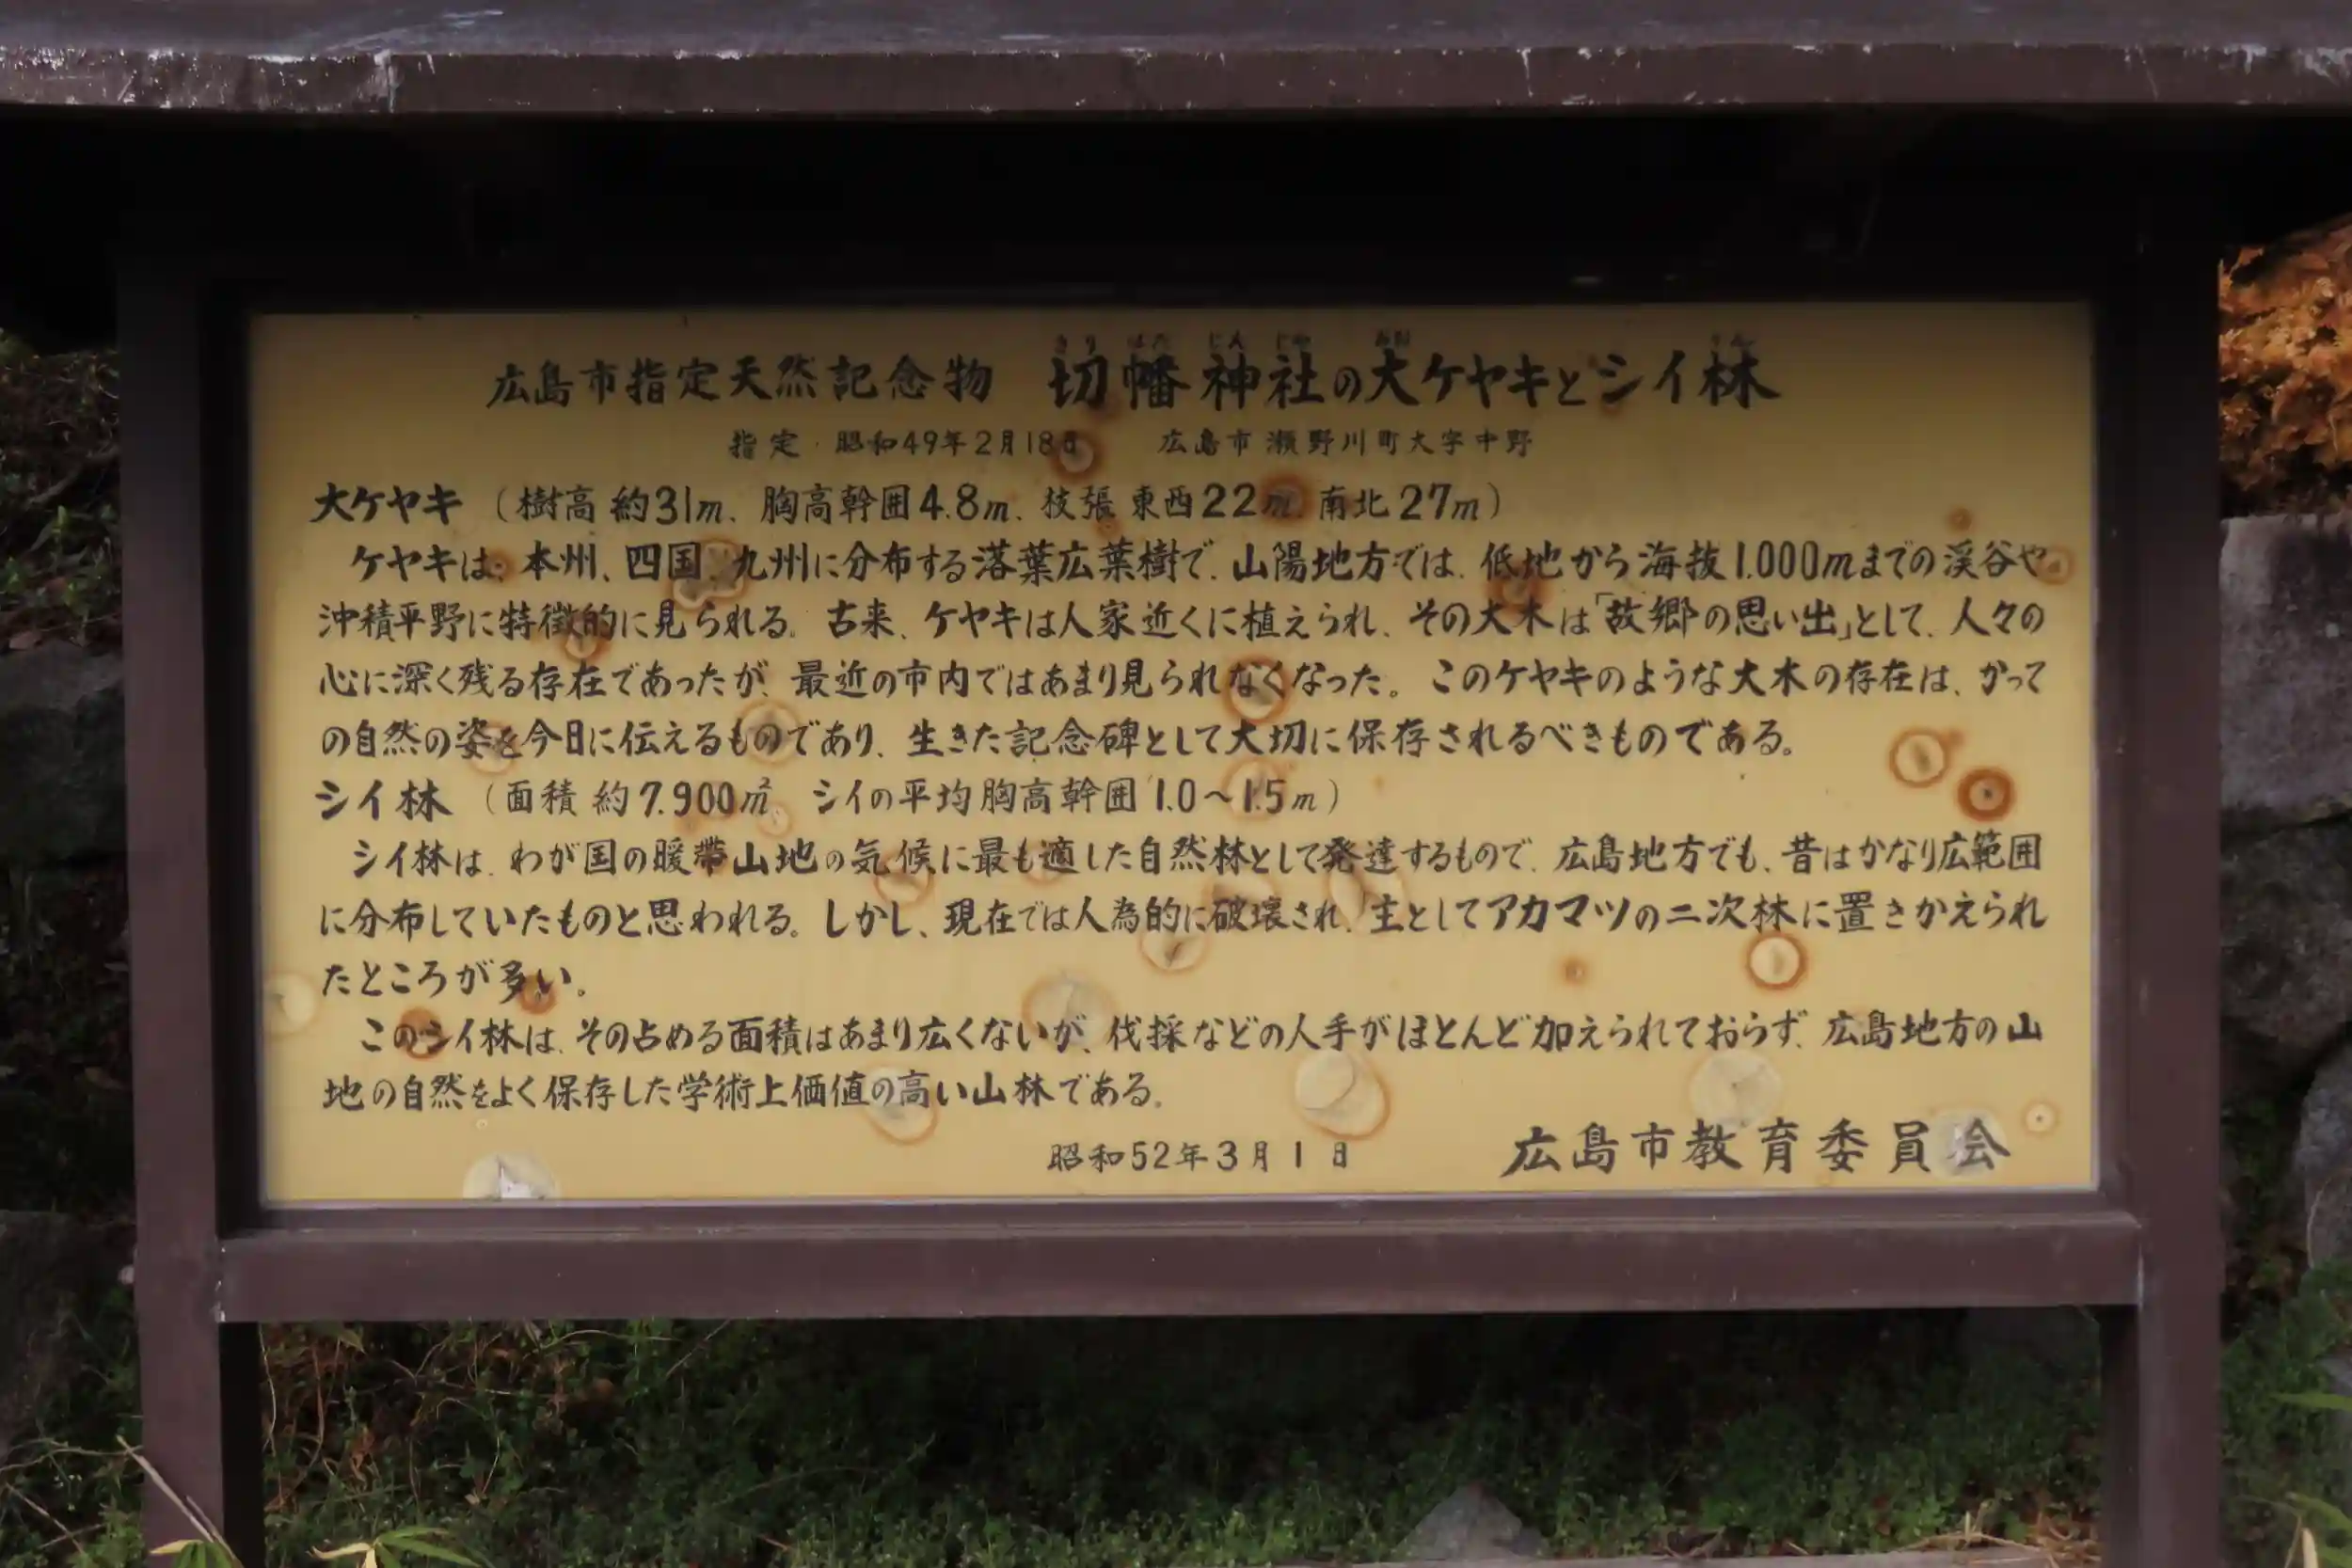 きり はた じん じゃ おお りん
広島市指定天然記念物 切幡神社の大ケヤキとシイ林
指定・昭和49年2月18日 広島市瀬野川町大字中野
大ケヤキ (樹高 約31m、胸高幹囲4.8m、枝張 東西22m、南北27m)
ケヤキは、本州、四国、九州に分布する落葉広葉樹で、山陽地方では、低地から海抜1.000mまでの渓谷や
沖積平野に特徴的に見られる。古来、ケヤキは人家近くに植えられ、その大木は「故郷の思い出」として、人々の
心に深く残る存在であったが、最近の市内ではあまり見られなくなった。このケヤキのような大木の存在は、かって
の自然の姿を今日に伝えるものであり、生きた記念碑として大切に保存されるべきものである。
シイ林 (面積 約7.900㎡ シイの平均胸高幹囲1.0〜1.5m)
シイ林は、わが国の暖帯山地の気候に最も適した自然林として発達するもので、広島地方でも、昔はかなり広範囲
に分布していたものと思われる。しかし、現在では人為的に破壊され、主としてアカマツの二次林に置きかえられ
たところが多い。
このシイ林は、その占める面積はあまり広くないが、伐採などの人手がほとんど加えられておらず、広島地方の山
地の自然をよく保存した学術上価値の高い山林である。
昭和52年3月1日 広島市教育委員会